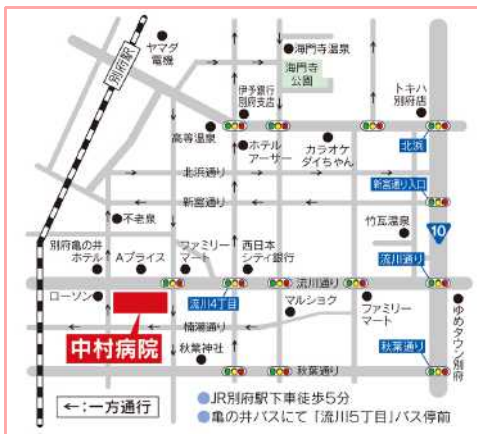 ヤマダ
電機
別府駅
海門寺温泉
海門寺
公園
伊予銀行
別府支店
トキハ
別府店
高等温泉
ホテル
アーサー
カラオケ
ダイちゃん
北浜
北浜通り
新宮通り入口
新宮通り
不老泉
竹瓦温泉
10
別府亀の井
ホテル
Aプライス
ファミリー
マート
西日本
シティ銀行
流川通り
流川通り
ローソン
流川4丁目
マルショク
ファミリー
マート
ゆめタウン別府
楠湯通り
中村病院
秋葉神社
秋葉通り
秋葉通り
←:一方通行
●JR別府駅下車徒歩5分
●亀の井バスにて「流川5丁目」バス停前